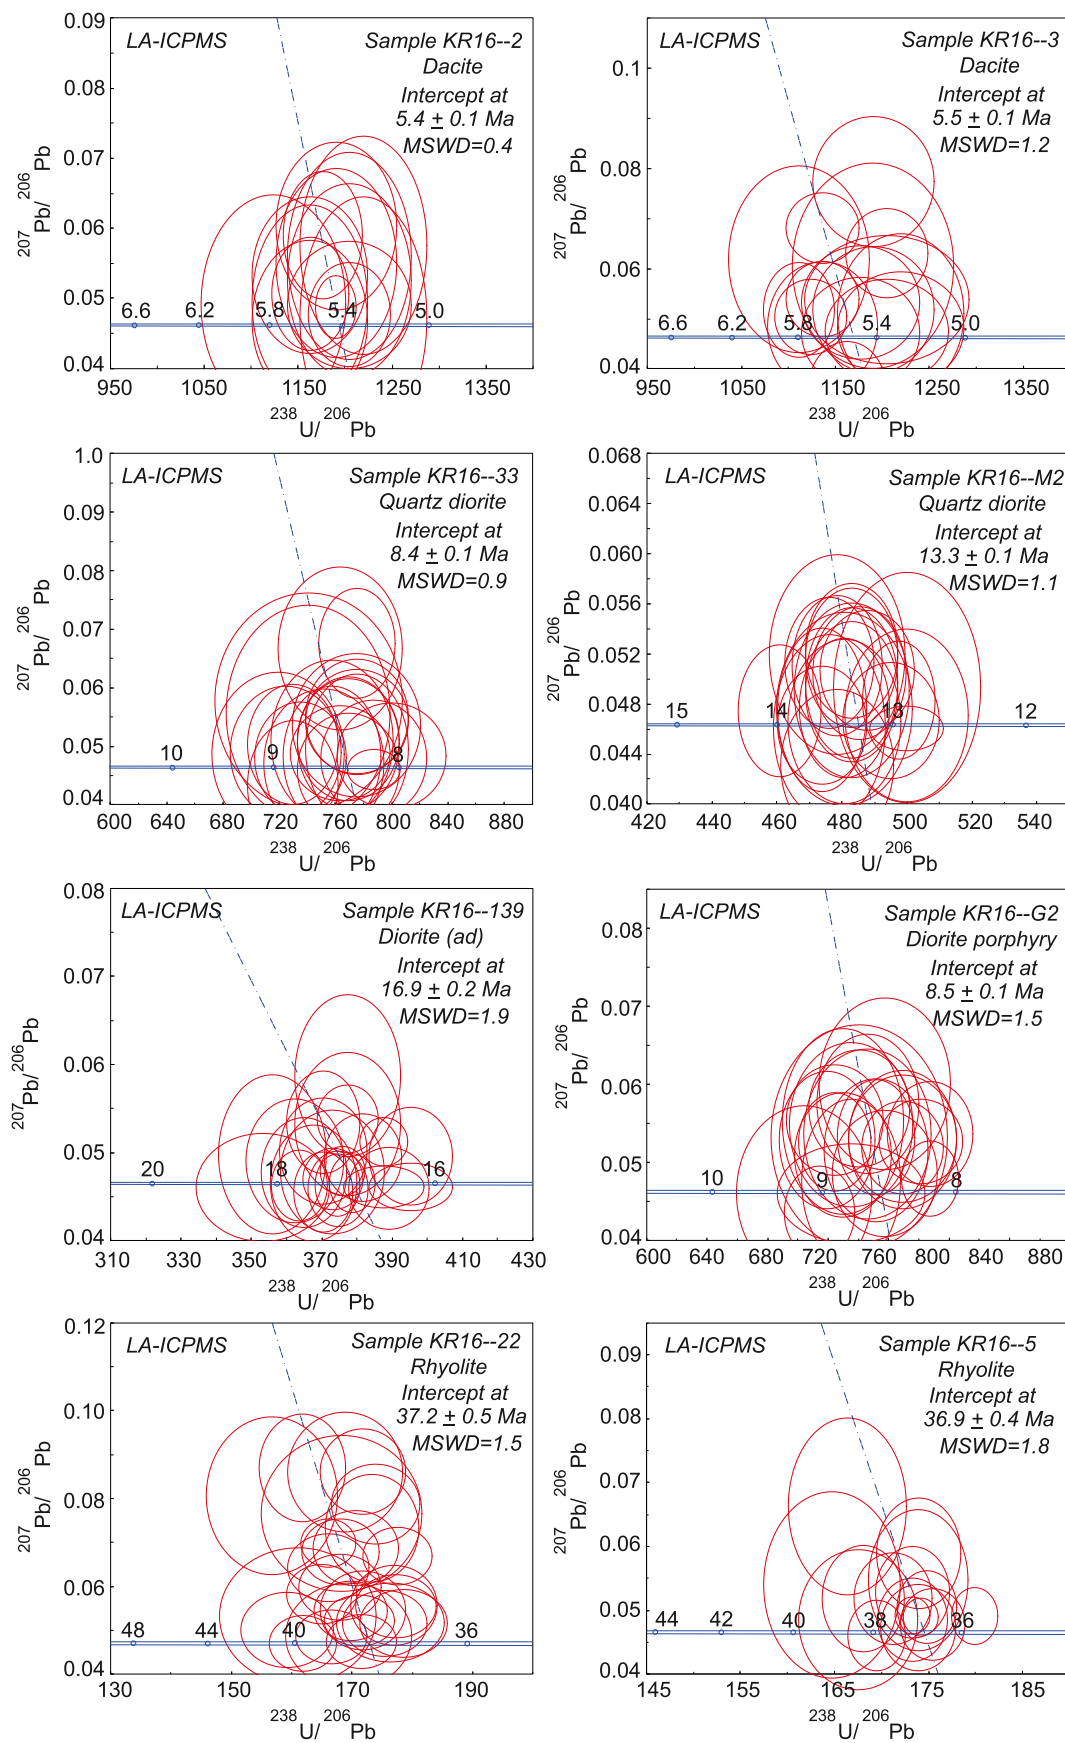 LA-ICPMS
Sample KR16--2
Dacite
Intercept at
5.4 ± 0.1 Ma
MSWD=0.4
0.09
0.08
0.07
0.06
0.05
0.04
207Pb/206Pb
6.6 6.2 5.8 5.4 5.0
950 1050 1150 1250 1350
238U/206Pb
LA-ICPMS
Sample KR16--3
Dacite
Intercept at
5.5 ± 0.1 Ma
MSWD=1.2
0.1
0.08
0.06
0.04
207Pb/206Pb
6.6 6.2 5.8 5.4 5.0
950 1050 1150 1250 1350
238U/206Pb
LA-ICPMS
Sample KR16--33
Quartz diorite
Intercept at
8.4 ± 0.1 Ma
MSWD=0.9
1.0
0.09
0.08
0.07
0.06
0.05
0.04
207Pb/206Pb
10 9 8
600 640 680 720 760 800 840 880
238U/206Pb
LA-ICPMS
Sample KR16--M2
Quartz diorite
Intercept at
13.3 ± 0.1 Ma
MSWD=1.1
0.068
0.064
0.060
0.056
0.052
0.048
0.044
0.040
207Pb/206Pb
15 14 13 12
420 440 460 480 500 520 540
238U/206Pb
LA-ICPMS
Sample KR16--139
Diorite (ad)
Intercept at
16.9 ± 0.2 Ma
MSWD=1.9
0.08
0.07
0.06
0.05
0.04
207Pb/206Pb
20 18 16
310 330 350 370 390 410 430
238U/206Pb
LA-ICPMS
Sample KR16--G2
Diorite porphyry
Intercept at
8.5 ± 0.1 Ma
MSWD=1.5
0.08
0.07
0.06
0.05
0.04
207Pb/206Pb
10 9 8
600 640 680 720 760 800 840 880
238U/206Pb
LA-ICPMS
Sample KR16--22
Rhyolite
Intercept at
37.2 ± 0.5 Ma
MSWD=1.5
0.12
0.10
0.08
0.06
0.04
207Pb/206Pb
48 44 40 36
130 150 170 190
238U/206Pb
LA-ICPMS
Sample KR16--5
Rhyolite
Intercept at
36.9 ± 0.4 Ma
MSWD=1.8
0.09
0.08
0.07
0.06
0.05
0.04
207Pb/206Pb
44 42 40 38 36
145 155 165 175 185
238U/206Pb